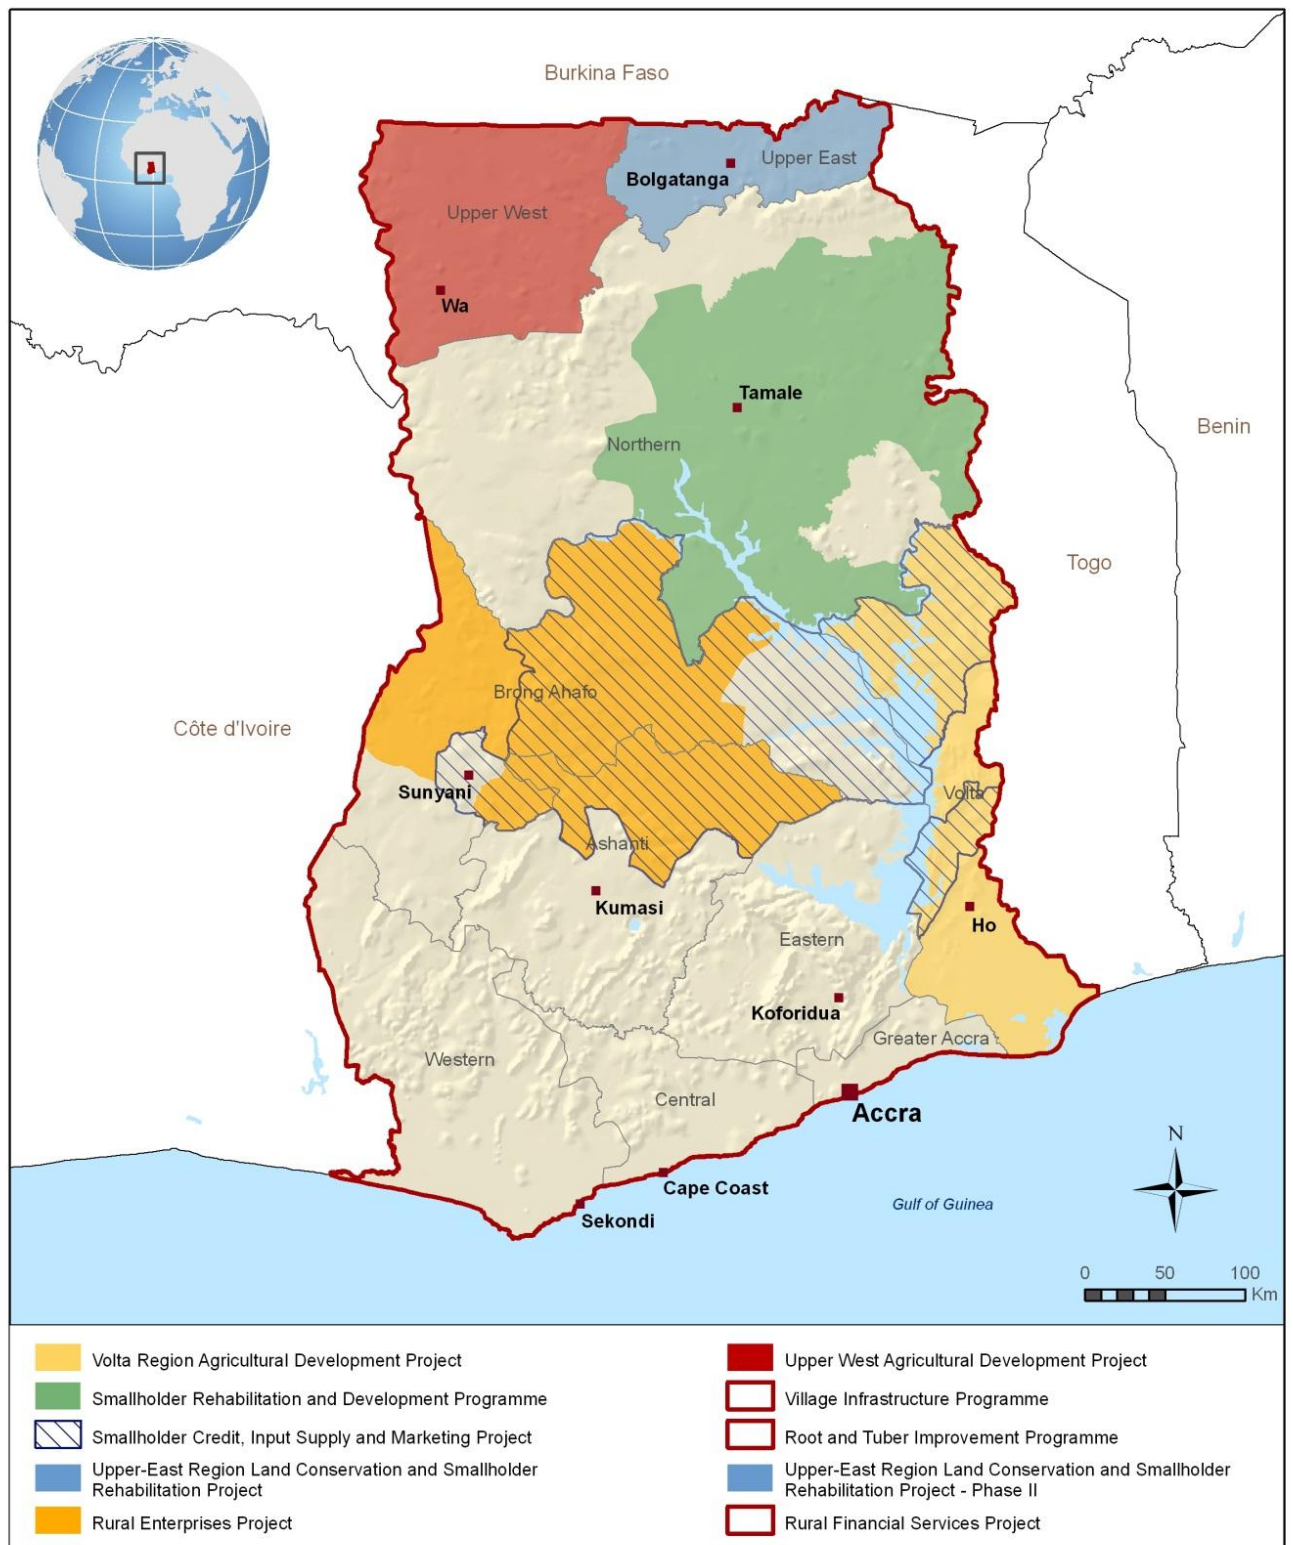 Burkina Faso
Upper East
Bolgatanga
Upper West
Wa
Tamale
Benin
Northern
Togo
Brong Ahafo
Côte d'Ivoire
Sunyani
Volta
Ashanti
Kumasi
Ho
Eastern
Koforidua
Greater Accra
Western
Central
Accra
N
Cape Coast
Gulf of Guinea
Sekondi
0 50 100
Km
Volta Region Agricultural Development Project
Smallholder Rehabilitation and Development Programme
Smallholder Credit, Input Supply and Marketing Project
Upper-East Region Land Conservation and Smallholder
Rehabilitation Project
Rural Enterprises Project
Upper West Agricultural Development Project
Village Infrastructure Programme
Root and Tuber Improvement Programme
Upper-East Region Land Conservation and Smallholder
Rehabilitation Project - Phase II
Rural Financial Services Project